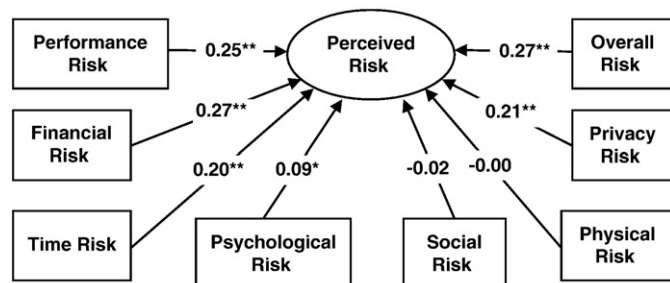 Performance
Risk
0.25**
Perceived
Risk
0.27**
Overall
Risk
Financial
Risk
0.27**
0.21**
Privacy
Risk
0.20**
0.09*
-0.02
-0.00
Time Risk
Psychological
Risk
Social
Risk
Physical
Risk